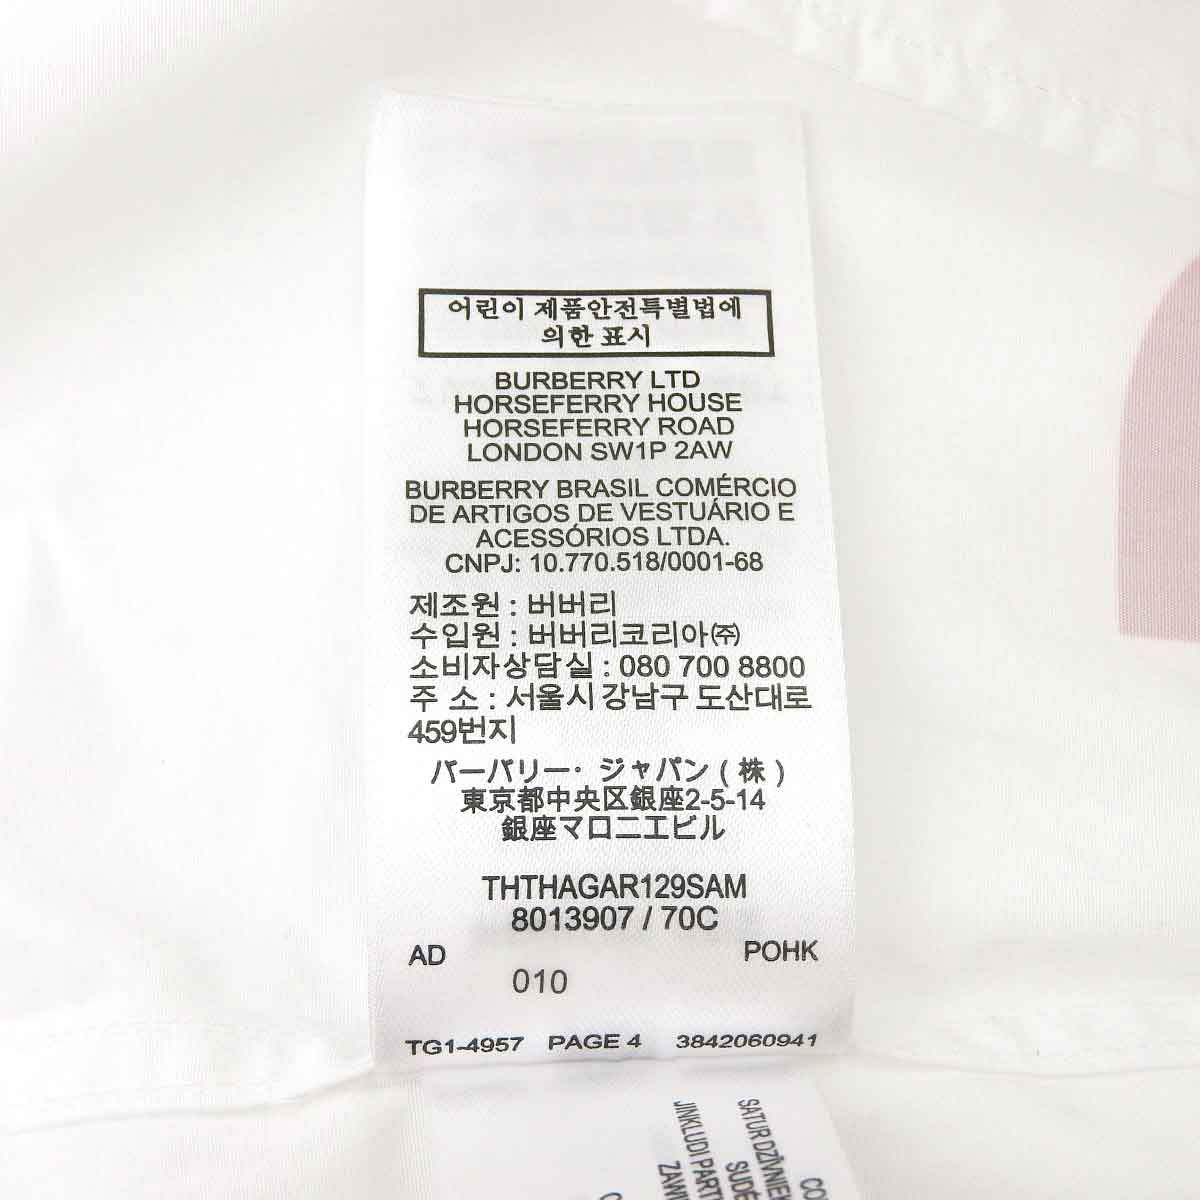 어린이 제품안전특별법에
의한 표시
BURBERRY LTD
HORSEFERRY HOUSE
HORSEFERRY ROAD
LONDON SW1P 2AW
BURBERRY BRASIL COMÉRCIO
DE ARTIGOS DE VESTUÁRIO E
ACESSÓRIOS LTDA.
CNPJ: 10.770.518/0001-68
제조원 : 버버리
수입원 : 버버리코리아㈜
소비자상담실 : 080 700 8800
주 소 : 서울시 강남구 도산대로
459번지
バーバリー・ ジャパン ( 株 )
東京都中央区銀座2-5-14
銀座マロニエビル
THTHAGAR129SAM
8013907 / 70C
AD POHK
010
TG1-4957 PAGE 4 3842060941
SATUR DZĪVNIEK
JINKLUDI PARTI